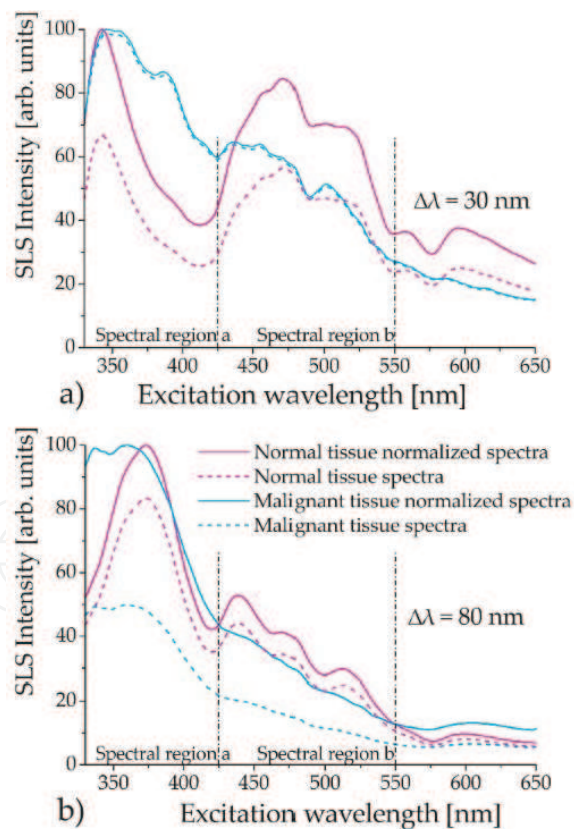 100
80
60
40
20
0
SLS Intensity [arb. units]
Δλ = 30 nm
Spectral region a
Spectral region b
350 400 450 500 550 600 650
a)
Excitation wavelength [nm]
100
80
60
40
20
0
SLS Intensity [arb. units]
Normal tissue normalized spectra
Normal tissue spectra
Malignant tissue normalized spectra
Malignant tissue spectra
Δλ = 80 nm
Spectral region a
Spectral region b
350 400 450 500 550 600 650
b)
Excitation wavelength [nm]